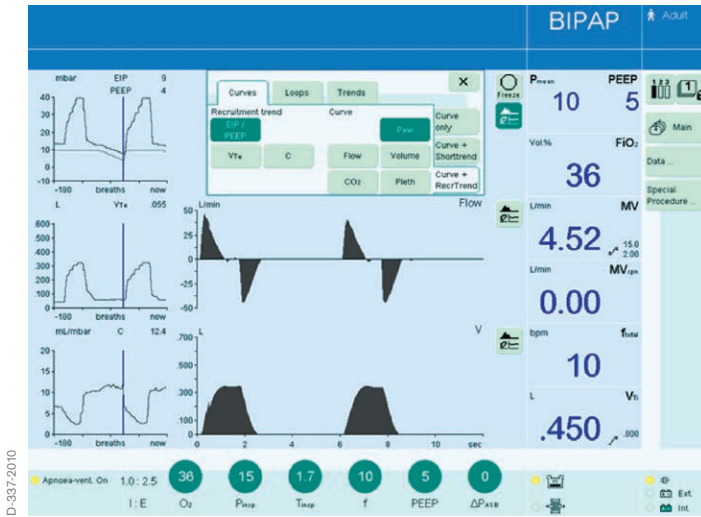 BIPAP
Adult
mbar EIP 9
PEEP 4
40
30
20
10
0
-10
-180 breaths now
L VTe .055
600
500
400
300
200
100
0
-180 breaths now
mL/mbar C 12.4
20
15
10
5
0
-180 breaths now
Curves Loops Trends
Recruitment trend Curve
EIP / PEEP
Paw
Curve only
VTe C Flow Volume
Curve + Shorttrend
CO2 Pleth
Curve + RecrTrend
L/min Flow
50
25
0
-25
-50
L V
.700
.500
.300
.100
0
0 2 4 6 8 10 sec
Freeze
Pmean PEEP
10 5
Vol.% FiO2
36
L/min MV
4.52 15.0
2.00
L/min MVspn
0.00
bpm ftotal
10
L VTi
.450 .800
1 2 3
1
Main
Data ...
Special
Procedure ...
Apnoea-vent. On 1.0 : 2.5 36 15 1.7 10 5 0
I : E O2 Pinsp Tinsp f PEEP ΔPASB
Ext.
Int.
D-337-2010